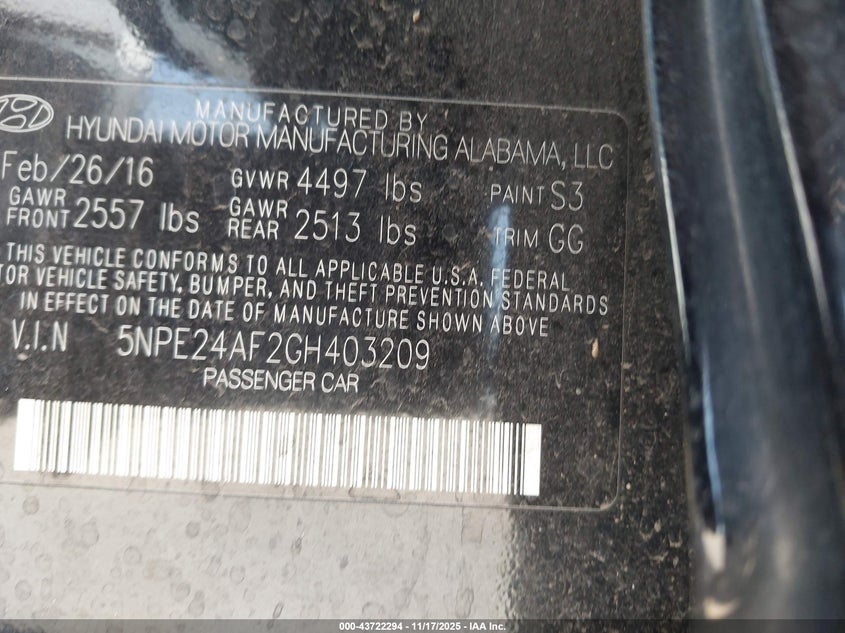 MANUFACTURED BY
HYUNDAI MOTOR MANUFACTURING ALABAMA, LLC
Feb/26/16 GVWR 4497 lbs PAINT S3
GAWR FRONT 2557 lbs GAWR REAR 2513 lbs TRIM GG
THIS VEHICLE CONFORMS TO ALL APPLICABLE U.S.A. FEDERAL
TOR VEHICLE SAFETY, BUMPER, AND THEFT PREVENTION STANDARDS
IN EFFECT ON THE DATE OF MANUFACTURE SHOWN ABOVE
V.I.N 5NPE24AF2GH403209
PASSENGER CAR
000-43722294 - 11/17/2025 - IAA Inc.